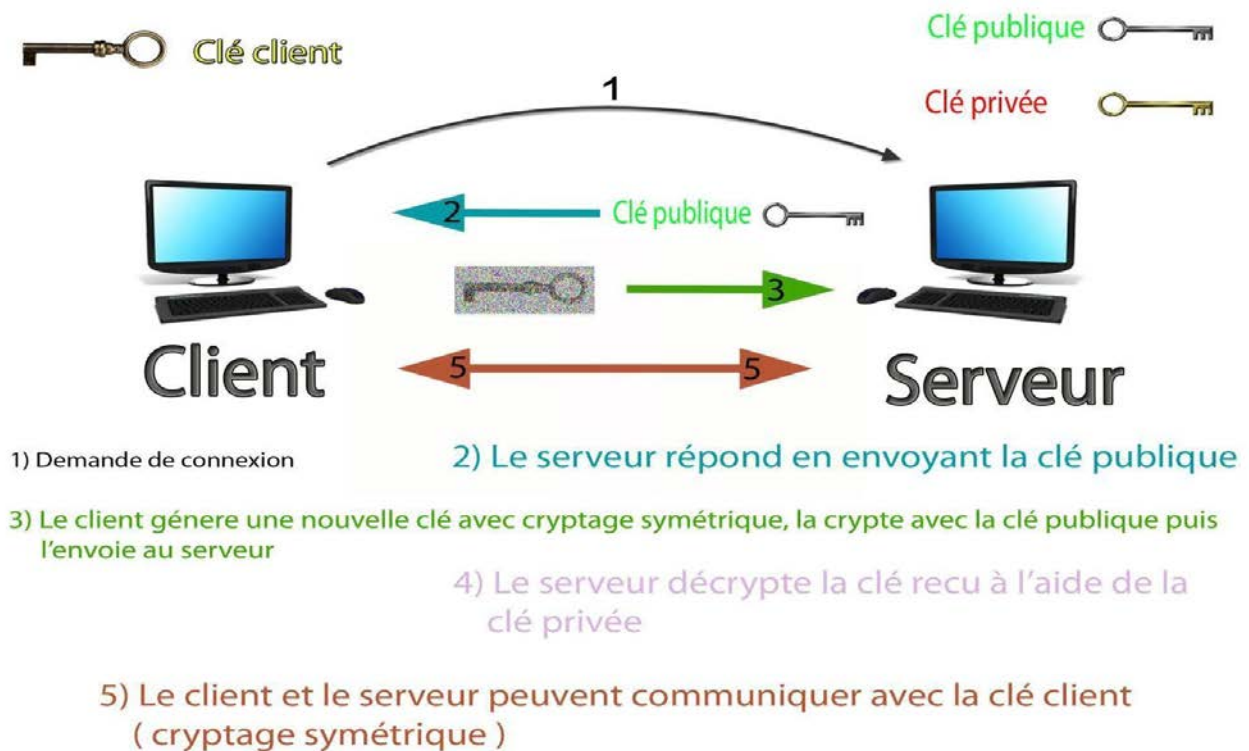 Clé client
Clé publique
Clé privée
1
2
Clé publique
3
5
5
Client
Serveur
1) Demande de connexion
2) Le serveur répond en envoyant la clé publique
3) Le client génere une nouvelle clé avec cryptage symétrique, la crypte avec la clé publique puis
l'envoie au serveur
4) Le serveur décrypte la clé recu à l'aide de la
clé privée
5) Le client et le serveur peuvent communiquer avec la clé client
( cryptage symétrique )